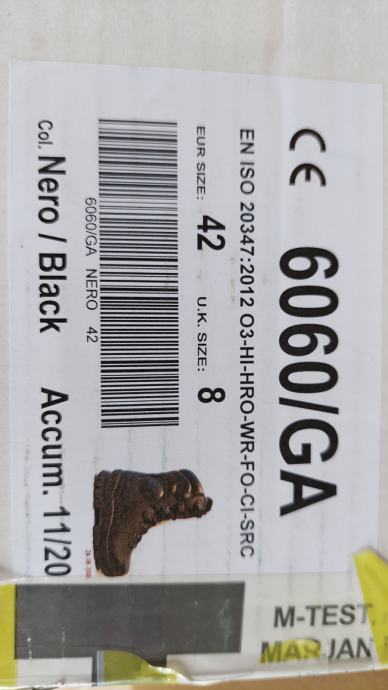 CE 6060/GA
EN ISO 20347:2012 O3-HI-HRO-WR-FO-CI-SRC
EUR SIZE: 42 U.K. SIZE: 8
6060/GA NERO 42
Col. Nero / Black Accum. 11/20
M-TEST
MARJAN